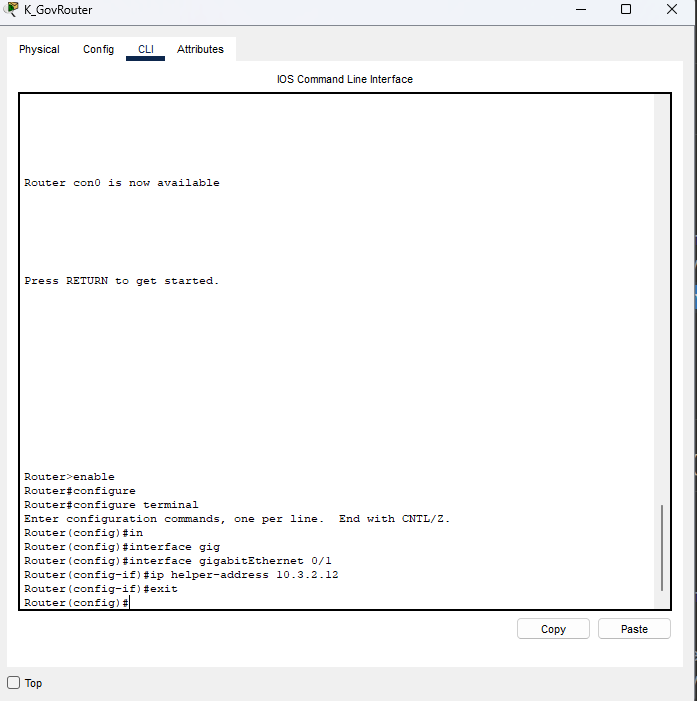 K_GovRouter
Physical Config CLI Attributes
IOS Command Line Interface
Router con0 is now available
Press RETURN to get started.
Router>enable
Router#configure
Router#configure terminal
Enter configuration commands, one per line.  End with CNTL/Z.
Router(config)#in
Router(config)#interface gig
Router(config)#interface gigabitEthernet 0/1
Router(config-if)#ip helper-address 10.3.2.12
Router(config-if)#exit
Router(config)#
Copy Paste
Top